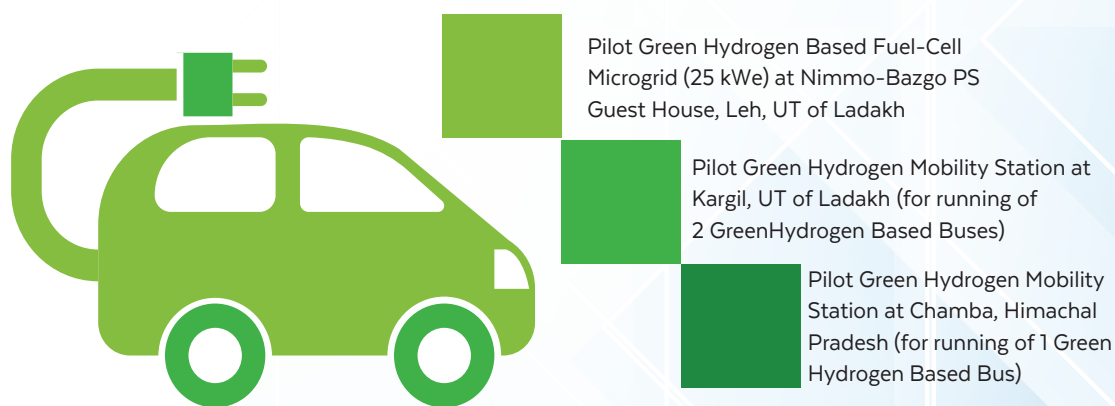 Pilot Green Hydrogen Based Fuel-Cell
Microgrid (25 kWe) at Nimmo-Bazgo PS
Guest House, Leh, UT of Ladakh
Pilot Green Hydrogen Mobility Station at
Kargil, UT of Ladakh (for running of
2 GreenHydrogen Based Buses)
Pilot Green Hydrogen Mobility
Station at Chamba, Himachal
Pradesh (for running of 1 Green
Hydrogen Based Bus)